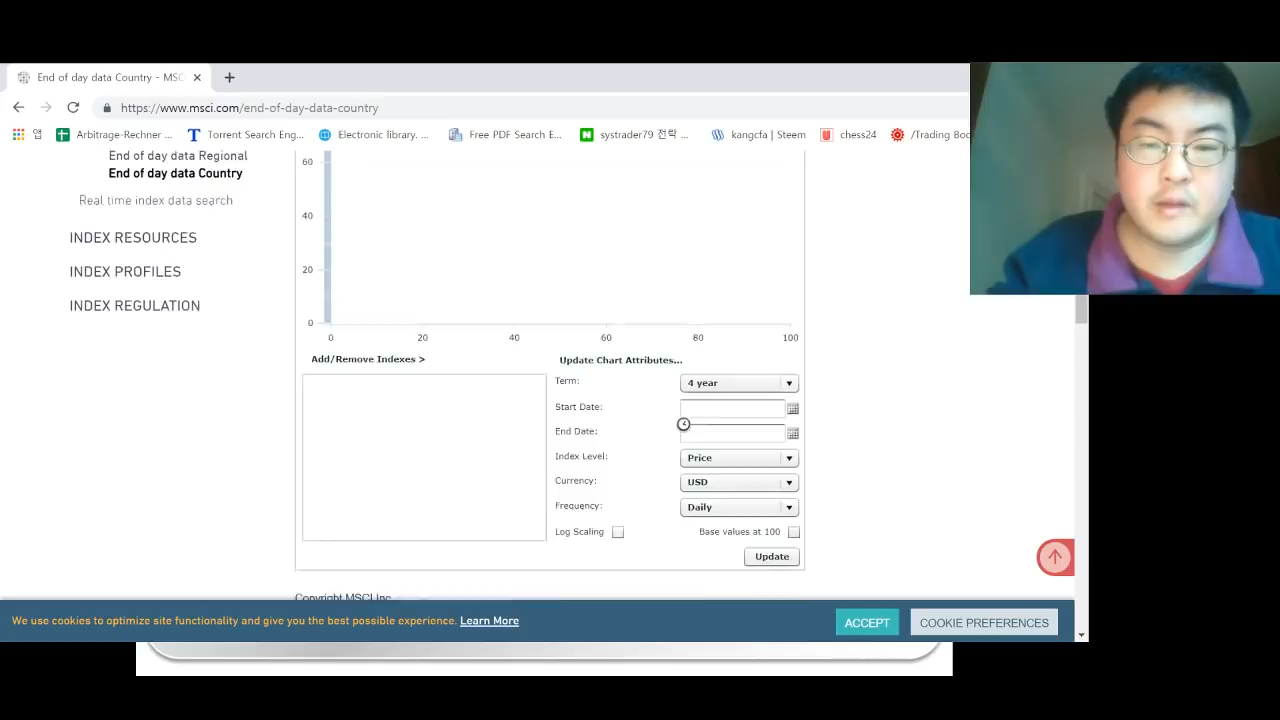 End of day data Country - MSC
https://www.msci.com/end-of-day-data-country
앱
Arbitrage-Rechner ...
Torrent Search Eng...
Electronic library. ...
Free PDF Search E...
systrader79 전략 ...
kangcfa | Steem
chess24
/Trading Boo
End of day data Regional
End of day data Country
Real time index data search
INDEX RESOURCES
INDEX PROFILES
INDEX REGULATION
60
40
20
0
0 20 40 60 80 100
Add/Remove Indexes >
Update Chart Attributes...
Term: 4 year
Start Date:
End Date:
Index Level: Price
Currency: USD
Frequency: Daily
Log Scaling
Base values at 100
Update
Copyright MSCI Inc
We use cookies to optimize site functionality and give you the best possible experience. Learn More
ACCEPT
COOKIE PREFERENCES